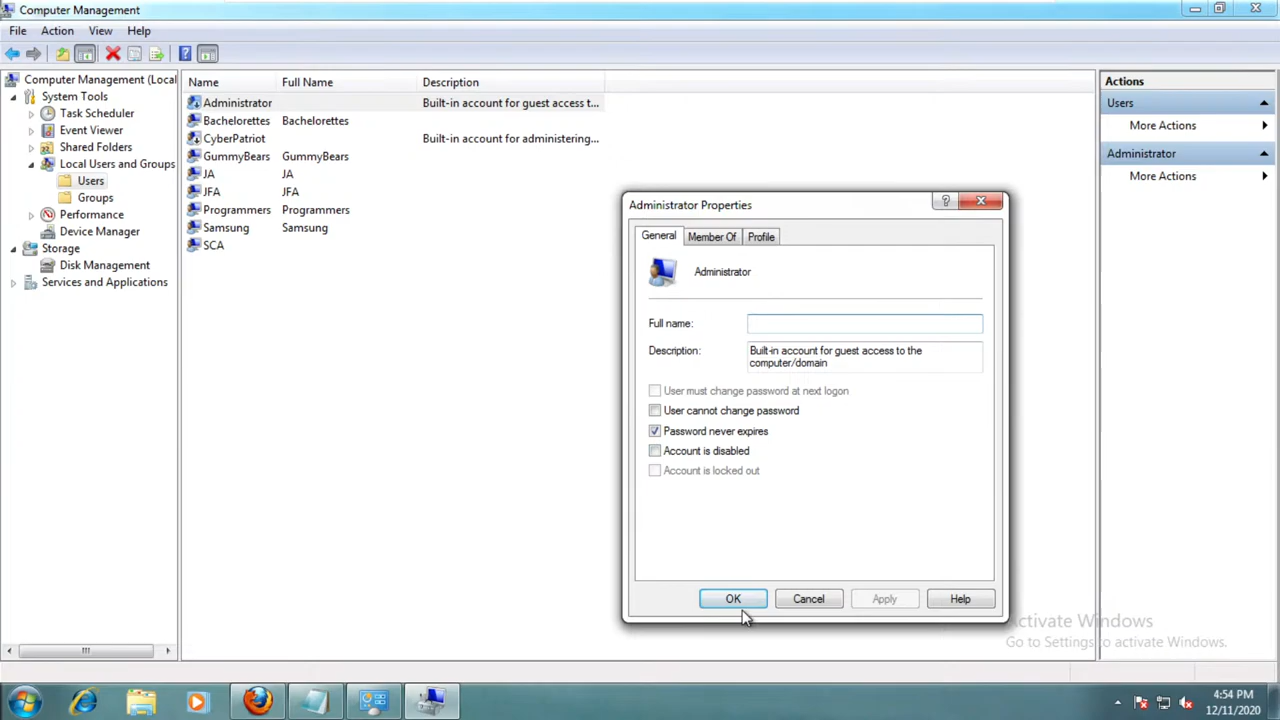 Computer Management
File Action View Help
Computer Management (Local
System Tools
Task Scheduler
Event Viewer
Shared Folders
Local Users and Groups
Users
Groups
Performance
Device Manager
Storage
Disk Management
Services and Applications
Name Full Name Description
Administrator Built-in account for guest access t...
Bachelorettes Bachelorettes
CyberPatriot Built-in account for administering...
GummyBears GummyBears
JA JA
JFA JFA
Programmers Programmers
Samsung Samsung
SCA
Actions
Users
More Actions
Administrator
More Actions
Administrator Properties
General Member Of Profile
Administrator
Full name:
Description: Built-in account for guest access to the
computer/domain
User must change password at next logon
User cannot change password
Password never expires
Account is disabled
Account is locked out
OK Cancel Apply Help
Activate Windows
Go to Settings to activate Windows.
4:54 PM
12/11/2020